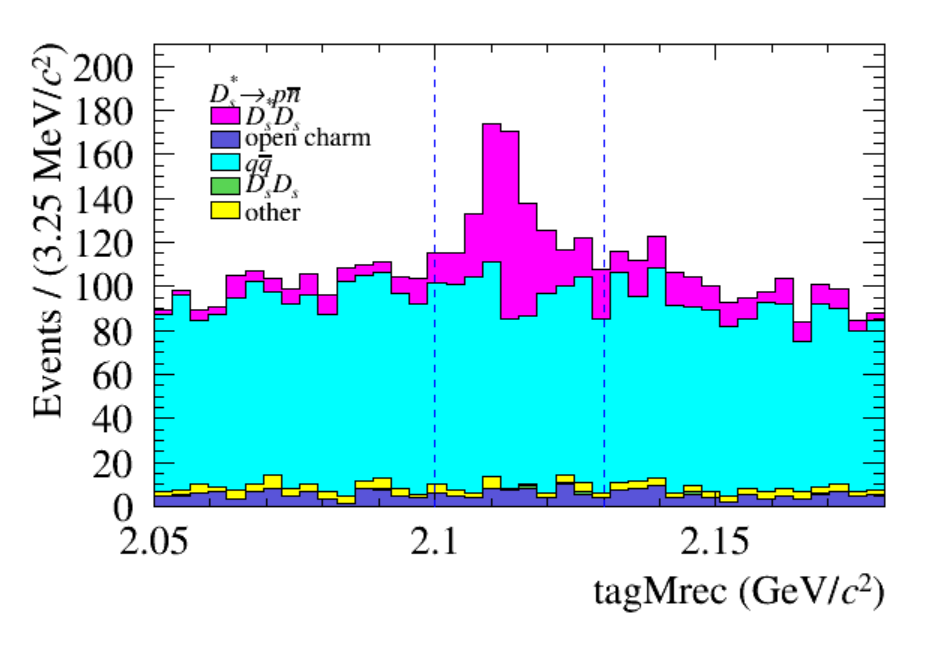 Events / (3.25 MeV/c²)
200
180
160
140
120
100
80
60
40
20
0
D*ₛ→pn̅
D*ₛDₛ
open charm
qq̅
DₛDₛ
other
2.05 2.1 2.15
tagMrec (GeV/c²)